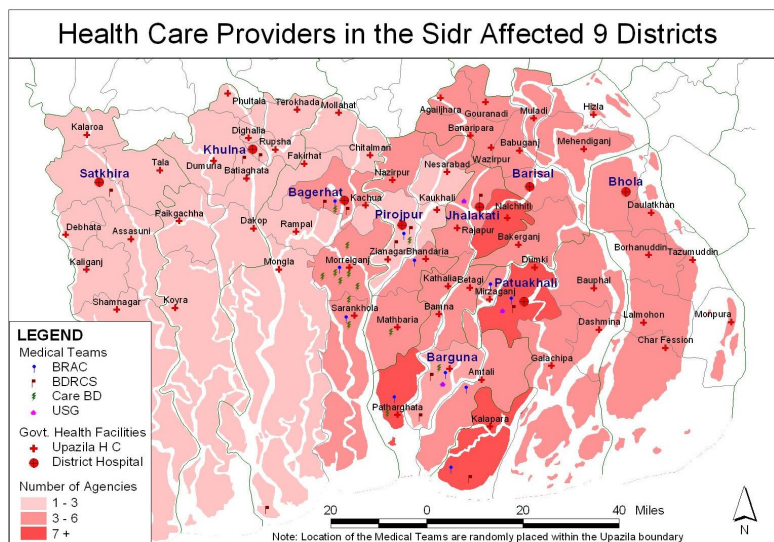 Health Care Providers in the Sidr Affected 9 Districts
Phultala
Terokhada
Mollahat
Agailjhara
Gouranadi
Muladi
Hizla
Kalaroa
Dighalla
Khulna
Rupsha
Chitalman
Banaripara
Babuganj
Mehendiganj
Tala
Dumuria
Batiaghata
Fakirhat
Nazirpur
Nesarabad
Wazirpur
Satkhira
Bagerhat
Kachua
Kaukhali
Barisal
Bhola
Debhata
Assasuni
Paikgachha
Dakop
Rampal
Pirojpur
Jhalakati
Nalchhiti
Rajapur
Daulatkhan
Bakerganj
Kaliganj
Mongla
Morrelganj
Zianagar
Bhandaria
Dumki
Borhanuddin
Tazumuddin
Shamnagar
Koyra
Sarankhola
Kathalia
Betagi
Mirzaganj
Patuakhali
Bauphal
Mathbaria
Bamna
Dashmina
Lalmohon
Monpura
Barguna
Amtali
Galachipa
Char Fession
Patharghata
Kalapara
LEGEND
Medical Teams
BRAC
BDRCS
Care BD
USG
Govt. Health Facilities
Upazila H C
District Hospital
Number of Agencies
1 - 3
3 - 6
7 +
20 0 20 40 Miles
N
Note: Location of the Medical Teams are randomly placed within the Upazila boundary